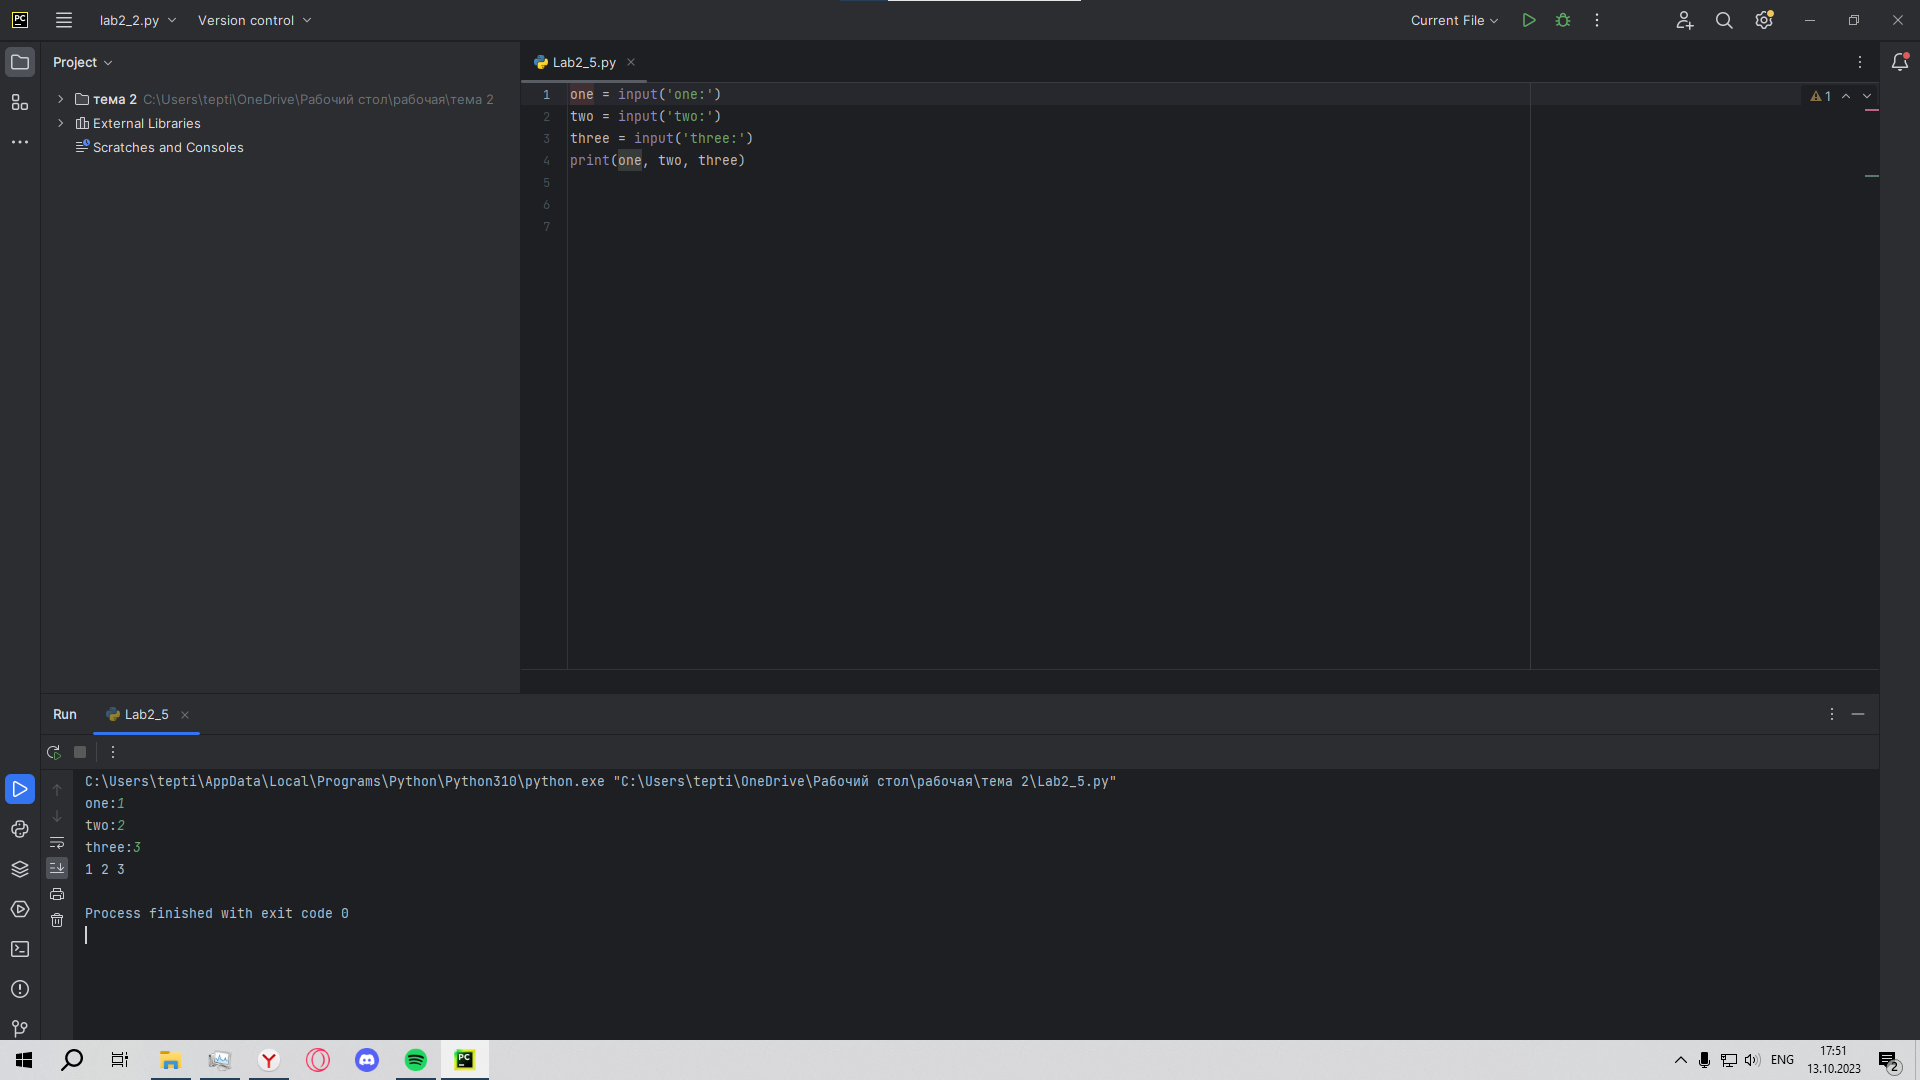 PC lab2_2.py Version control Current File
Project
Lab2_5.py
тема 2 C:\Users\tepti\OneDrive\Рабочий стол\рабочая\тема 2
External Libraries
Scratches and Consoles
1 one = input('one:')
2 two = input('two:')
3 three = input('three:')
4 print(one, two, three)
5
6
7
1
Run Lab2_5
C:\Users\tepti\AppData\Local\Programs\Python\Python310\python.exe "C:\Users\tepti\OneDrive\Рабочий стол\рабочая\тема 2\Lab2_5.py"
one:1
two:2
three:3
1 2 3
Process finished with exit code 0
Y PC ENG 17:51
13.10.2023 2